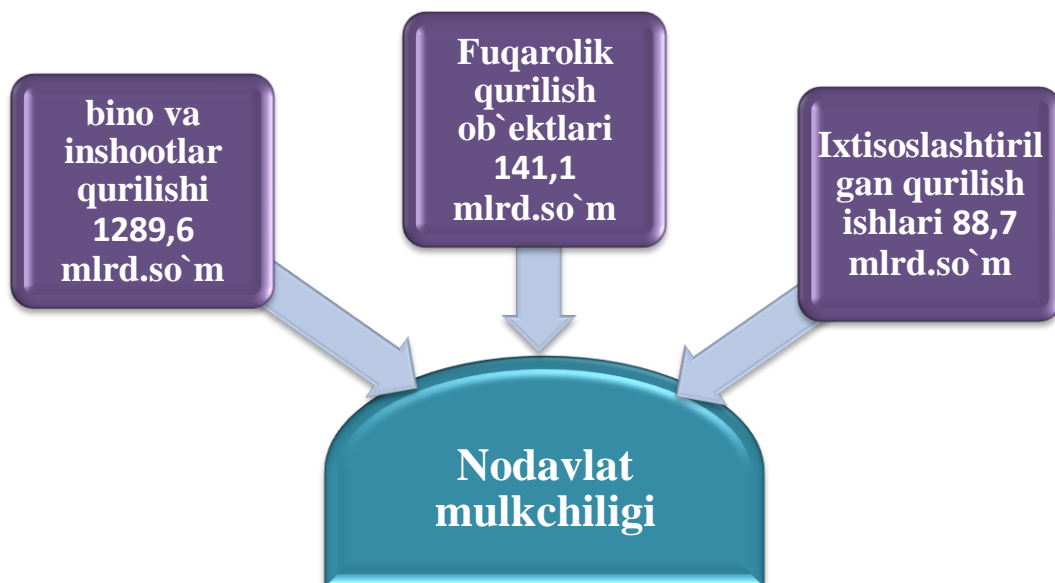 bino va
inshootlar
qurilishi
1289,6
mlrd.so`m
Fuqarolik
qurilish
ob`ektlari
141,1
mlrd.so`m
Ixtisoslashtiril
gan qurilish
ishlari 88,7
mlrd.so`m
Nodavlat
mulkchiligi